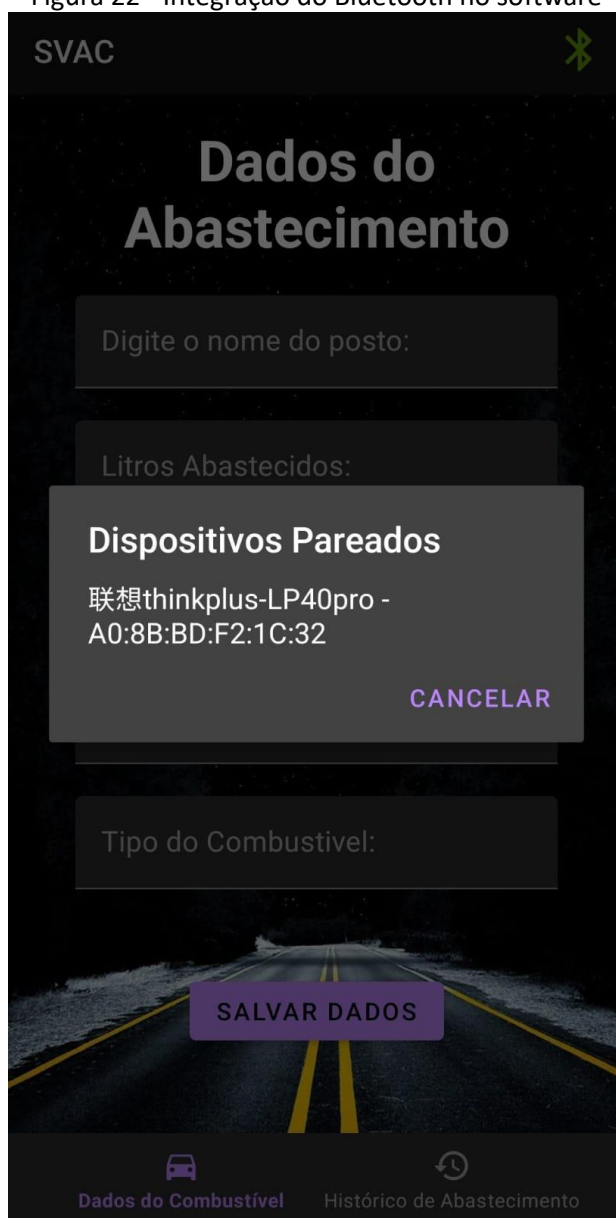 Figura 22 - Integração do Bluetooth no software
SVAC
Dados do
Abastecimento
Digite o nome do posto:
Litros Abastecidos:
Dispositivos Pareados
联想thinkplus-LP40pro -
A0:8B:BD:F2:1C:32
CANCELAR
Tipo do Combustivel:
SALVAR DADOS
Dados do Combustível
Histórico de Abastecimento